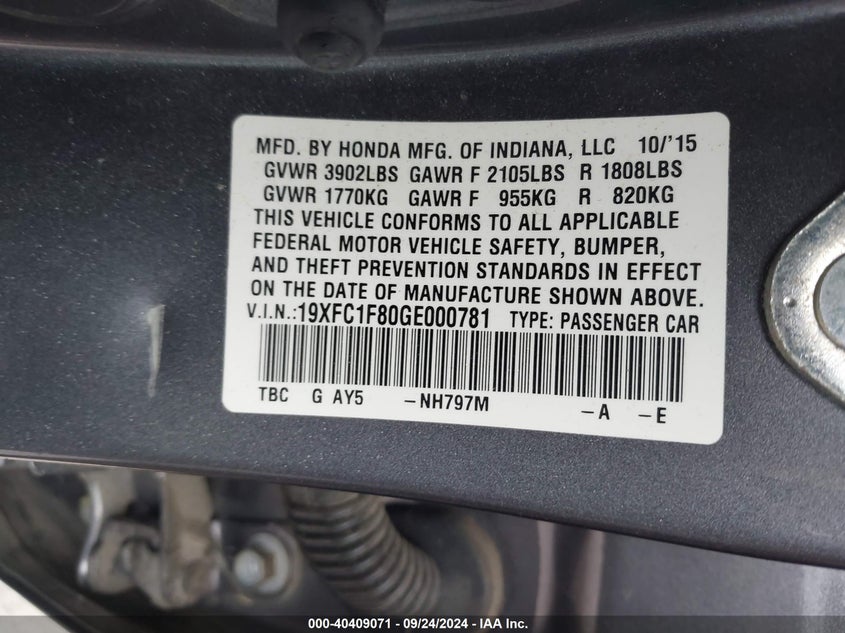 MFD. BY HONDA MFG. OF INDIANA, LLC 10/'15
GVWR 3902LBS GAWR F 2105LBS R 1808LBS
GVWR 1770KG GAWR F 955KG R 820KG
THIS VEHICLE CONFORMS TO ALL APPLICABLE
FEDERAL MOTOR VEHICLE SAFETY, BUMPER,
AND THEFT PREVENTION STANDARDS IN EFFECT
ON THE DATE OF MANUFACTURE SHOWN ABOVE.
V.I.N.:19XFC1F80GE000781 TYPE: PASSENGER CAR
TBC G AY5 -NH797M -A -E
000-40409071 / 09/24/2024 - IAA Inc.